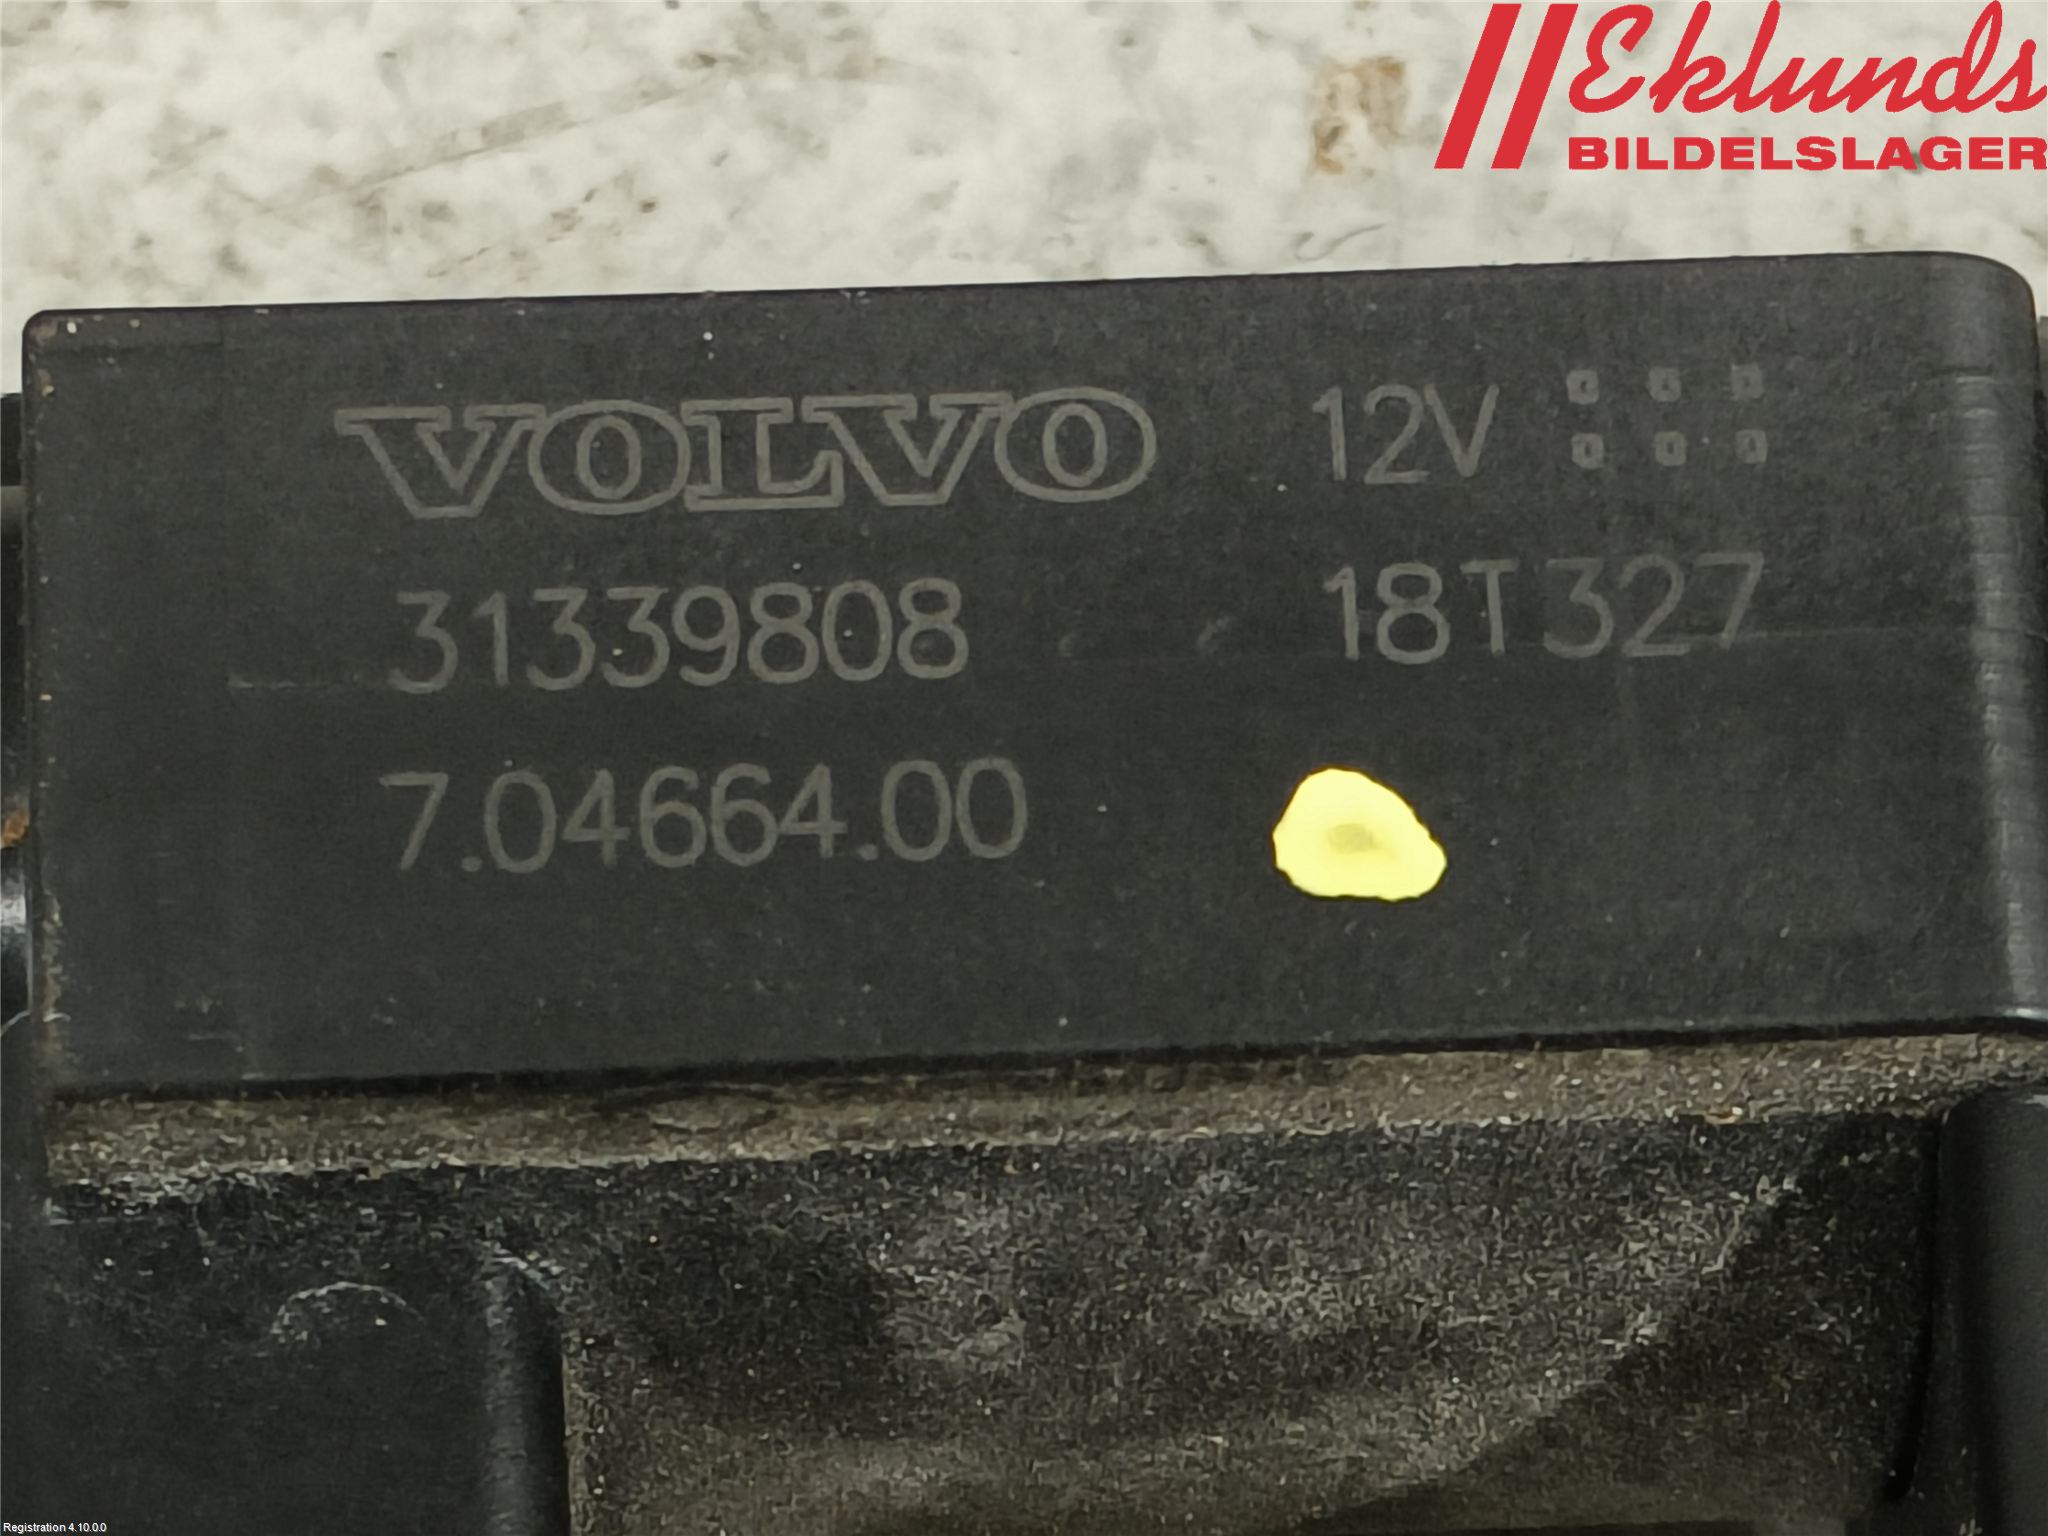 Eklunds
BILDELSLAGER
VOLVO 12V
31339808 18T327
7.04664.00
Registration 4.10.0.0